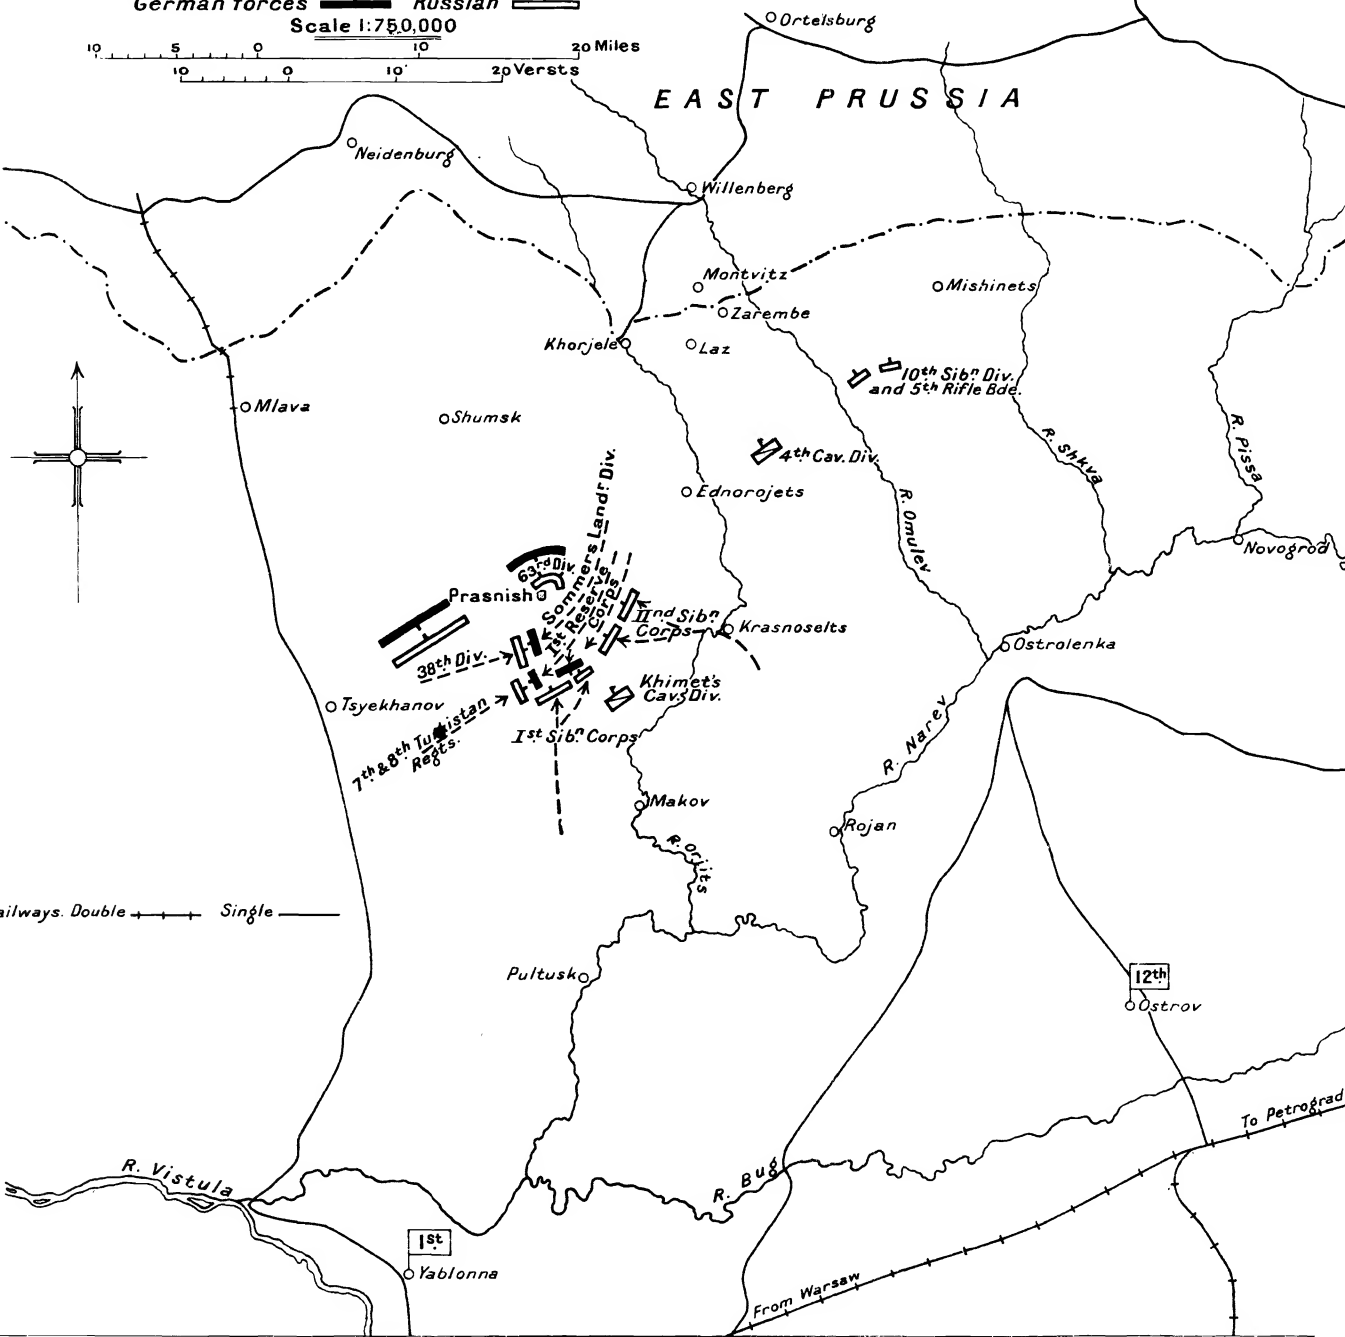 German forces Russian
Scale 1:750,000
10 5 0 10 20 Miles
10 0 10 20 Versts
Ortelsburg
EAST PRUSSIA
Neidenburg
Willenberg
Montvitz
Mishinets
Zarembe
Khorjele
Laz
10th Sibn Div.
and 5th Rifle Bde.
Mlava
Shumsk
R. Shkva
R. Pissa
4th Cav. Div.
Ednorojets
R. Omulev
Novogrod
Sommers Landr. Div.
63rd Div.
Prasnish
1st Reserve
Corps
IInd Sibn
Corps
Krasnoselts
Ostrolenka
38th Div.
Khimet's
Cav. Div.
Tsyekhanov
7th & 8th Turkistan
Regts.
Ist Sibn Corps
R. Narev
Makov
Rojan
R. Orjits
Railways. Double Single
Pultusk
12th
Ostrov
To Petrograd
R. Vistula
R. Bug
1st
Yablonna
From Warsaw